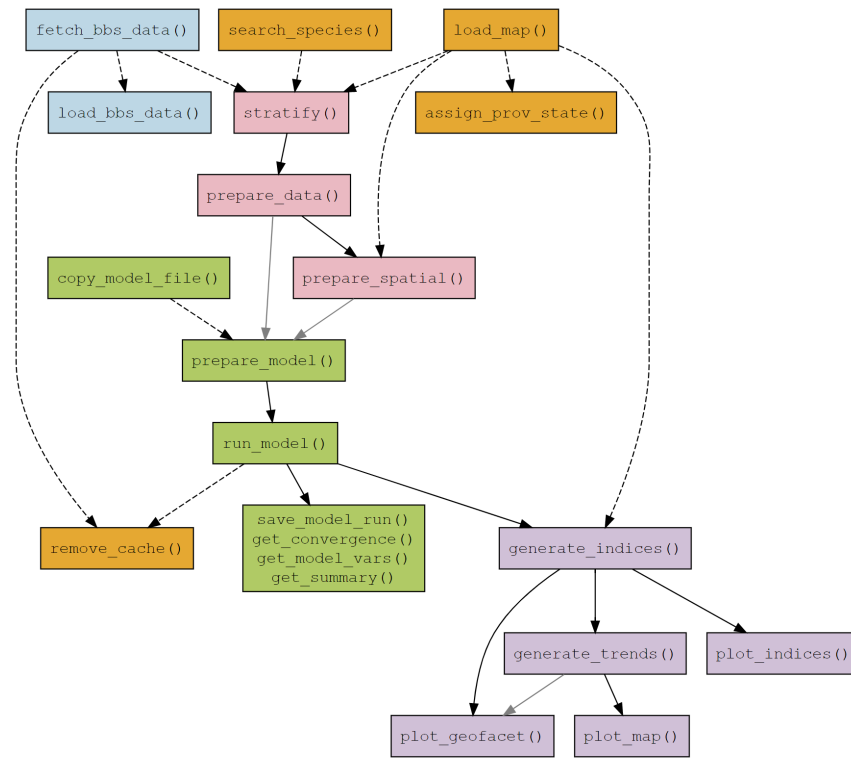 fetch_bbs_data()
search_species()
load_map()
load_bbs_data()
stratify()
assign_prov_state()
prepare_data()
copy_model_file()
prepare_spatial()
prepare_model()
run_model()
remove_cache()
save_model_run()
get_convergence()
get_model_vars()
get_summary()
generate_indices()
generate_trends()
plot_indices()
plot_geofacet()
plot_map()